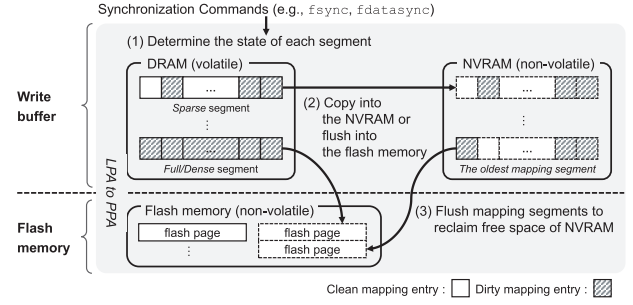 Synchronization Commands (e.g., fsync, fdatasync)
(1) Determine the state of each segment
DRAM (volatile)
NVRAM (non-volatile)
...
...
Sparse segment
(2) Copy into
the NVRAM or
flush into
the flash memory
Write
buffer
⋮
⋮
...
...
Full/Dense segment
The oldest mapping segment
LPA to PPA
Flash memory (non-volatile)
(3) Flush mapping segments to
reclaim free space of NVRAM
Flash
memory
flash page
flash page
⋮
flash page
Clean mapping entry :
Dirty mapping entry :